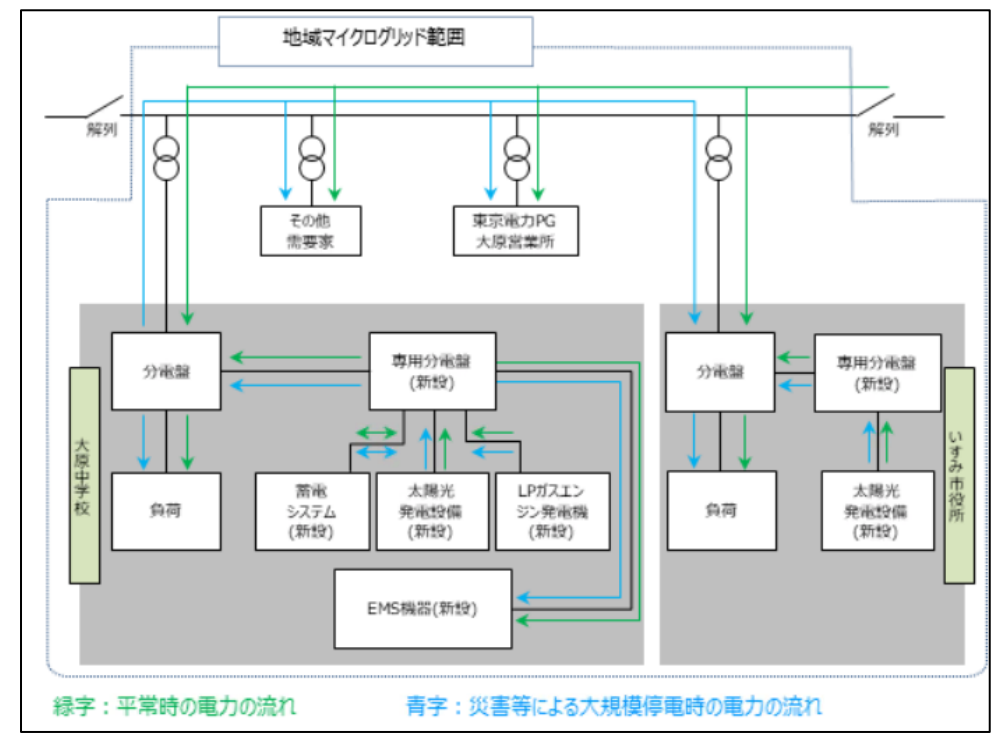 地域マイクログリッド範囲
解列
解列
その他
需要家
東京電力PG
大原営業所
分電盤
専用分電盤
(新設)
分電盤
専用分電盤
(新設)
大原中学校
いすみ市役所
負荷
蓄電
システム
(新設)
太陽光
発電設備
(新設)
LPガスエン
ジン発電機
(新設)
負荷
太陽光
発電設備
(新設)
EMS機器(新設)
緑字：平常時の電力の流れ
青字：災害等による大規模停電時の電力の流れ